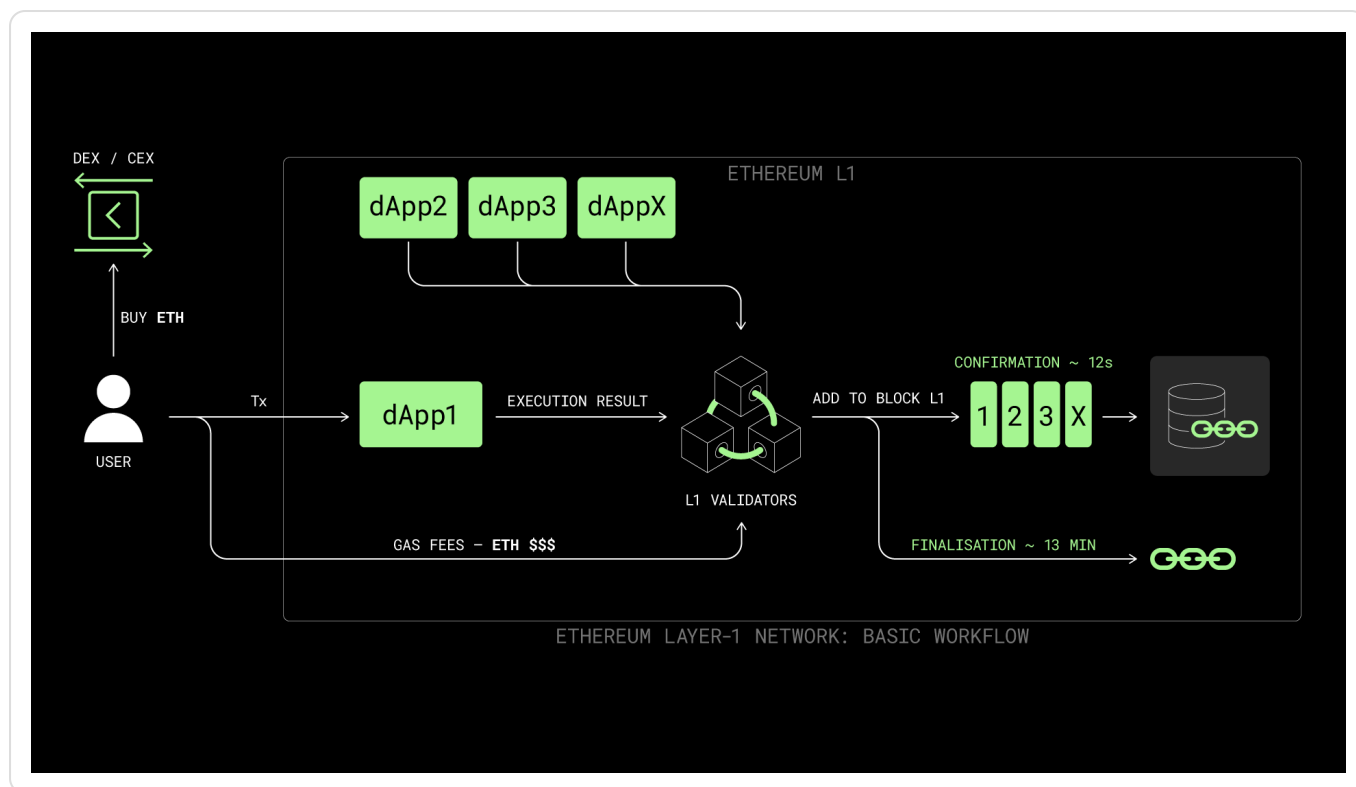 DEX / CEX
ETHEREUM L1
dApp2
dApp3
dAppX
BUY ETH
CONFIRMATION ~ 12s
Tx
dApp1
EXECUTION RESULT
ADD TO BLOCK L1
1
2
3
X
USER
L1 VALIDATORS
GAS FEES – ETH $$$
FINALISATION ~ 13 MIN
ETHEREUM LAYER-1 NETWORK: BASIC WORKFLOW